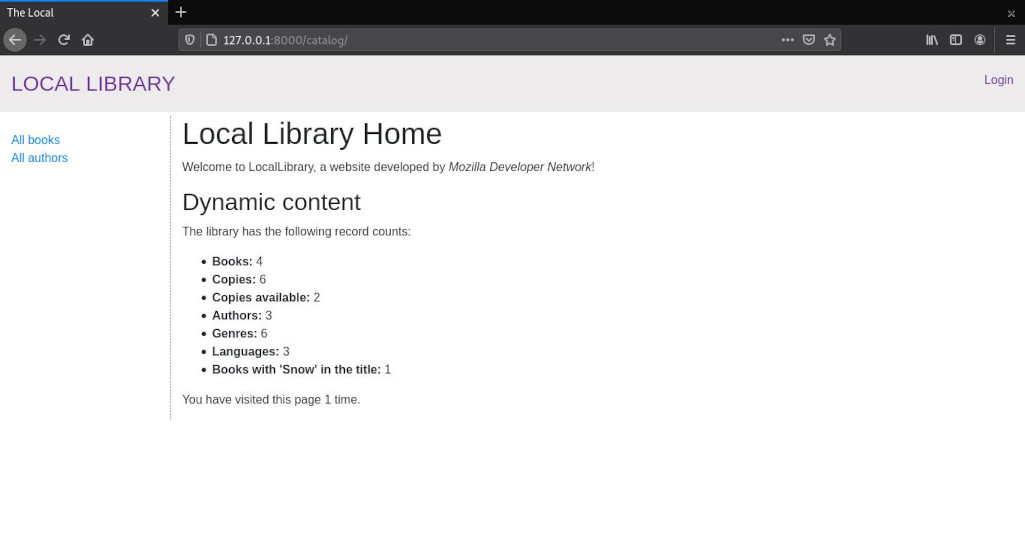 The Local
127.0.0.1:8000/catalog/
LOCAL LIBRARY
Login
All books
All authors
Local Library Home
Welcome to LocalLibrary, a website developed by Mozilla Developer Network!
Dynamic content
The library has the following record counts:
Books: 4
Copies: 6
Copies available: 2
Authors: 3
Genres: 6
Languages: 3
Books with 'Snow' in the title: 1
You have visited this page 1 time.